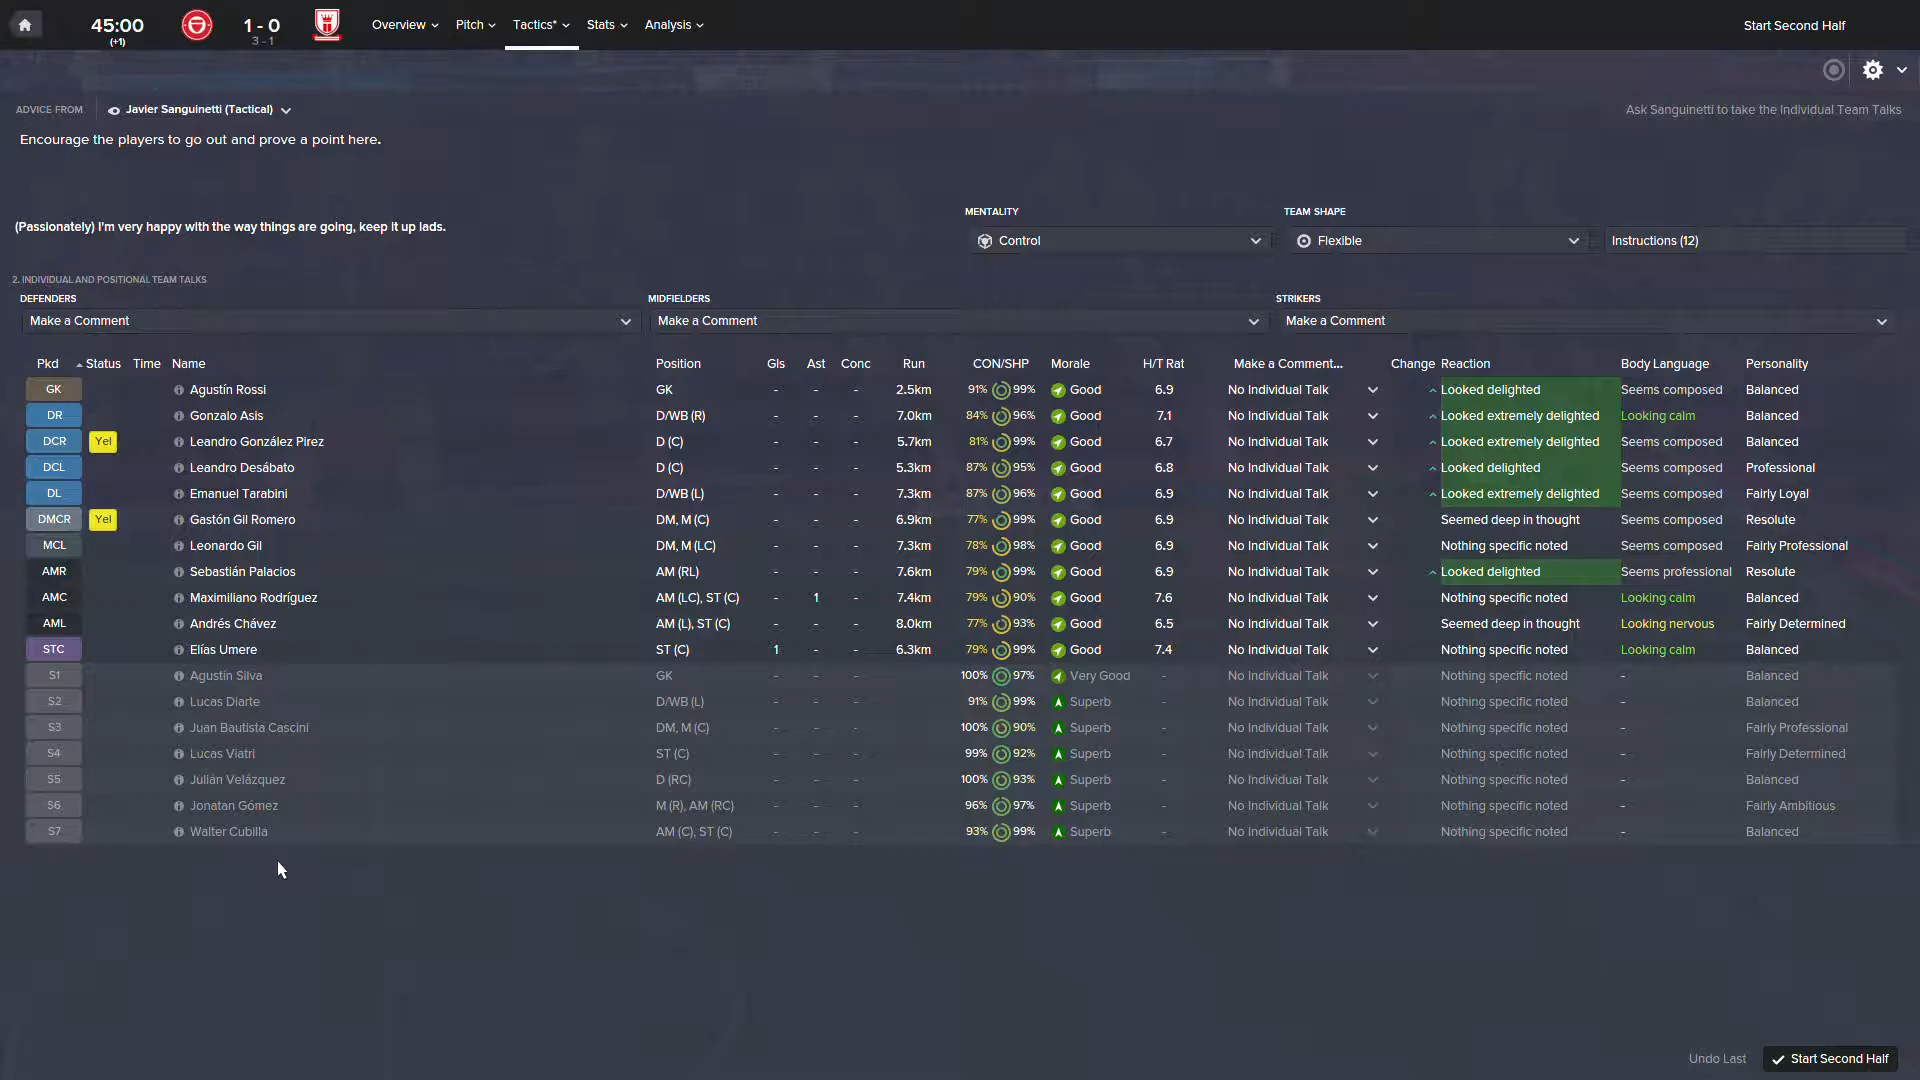 45:00
(+1)
1 - 0
3 - 1
Overview
Pitch
Tactics*
Stats
Analysis
Start Second Half
ADVICE FROM
Javier Sanguinetti (Tactical)
Ask Sanguinetti to take the Individual Team Talks
Encourage the players to go out and prove a point here.
(Passionately) I'm very happy with the way things are going, keep it up lads.
MENTALITY
Control
TEAM SHAPE
Flexible
Instructions (12)
2. INDIVIDUAL AND POSITIONAL TEAM TALKS
DEFENDERS
Make a Comment
MIDFIELDERS
Make a Comment
STRIKERS
Make a Comment
Pkd Status Time Name Position Gls Ast Conc Run CON/SHP Morale H/T Rat Make a Comment... Change Reaction Body Language Personality
GK Agustín Rossi GK - - - 2.5km 91% 99% Good 6.9 No Individual Talk Looked delighted Seems composed Balanced
DR Gonzalo Asis D/WB (R) - - - 7.0km 84% 96% Good 7.1 No Individual Talk Looked extremely delighted Looking calm Balanced
DCR Yel Leandro González Pirez D (C) - - - 5.7km 81% 99% Good 6.7 No Individual Talk Looked extremely delighted Seems composed Balanced
DCL Leandro Desábato D (C) - - - 5.3km 87% 95% Good 6.8 No Individual Talk Looked delighted Seems composed Professional
DL Emanuel Tarabini D/WB (L) - - - 7.3km 87% 96% Good 6.9 No Individual Talk Looked extremely delighted Seems composed Fairly Loyal
DMCR Yel Gastón Gil Romero DM, M (C) - - - 6.9km 77% 99% Good 6.9 No Individual Talk Seemed deep in thought Seems composed Resolute
MCL Leonardo Gil DM, M (LC) - - - 7.3km 78% 98% Good 6.9 No Individual Talk Nothing specific noted Seems composed Fairly Professional
AMR Sebastián Palacios AM (RL) - - - 7.6km 79% 99% Good 6.9 No Individual Talk Looked delighted Seems professional Resolute
AMC Maximiliano Rodríguez AM (LC), ST (C) - 1 - 7.4km 79% 90% Good 7.6 No Individual Talk Nothing specific noted Looking calm Balanced
AML Andrés Chávez AM (L), ST (C) - - - 8.0km 77% 93% Good 6.5 No Individual Talk Seemed deep in thought Looking nervous Fairly Determined
STC Elías Umere ST (C) 1 - - 6.3km 79% 99% Good 7.4 No Individual Talk Nothing specific noted Looking calm Balanced
S1 Agustín Silva GK - - - 100% 97% Very Good - No Individual Talk Nothing specific noted - Balanced
S2 Lucas Diarte D/WB (L) - - - 91% 99% Superb - No Individual Talk Nothing specific noted - Balanced
S3 Juan Bautista Cascini DM, M (C) - - - 100% 90% Superb - No Individual Talk Nothing specific noted - Fairly Professional
S4 Lucas Viatri ST (C) - - - 99% 92% Superb - No Individual Talk Nothing specific noted - Fairly Determined
S5 Julián Velázquez D (RC) - - - 100% 93% Superb - No Individual Talk Nothing specific noted - Balanced
S6 Jonatan Gómez M (R), AM (RC) - - - 96% 97% Superb - No Individual Talk Nothing specific noted - Fairly Ambitious
S7 Walter Cubilla AM (C), ST (C) - - - 93% 99% Superb - No Individual Talk Nothing specific noted - Balanced
Undo Last
Start Second Half